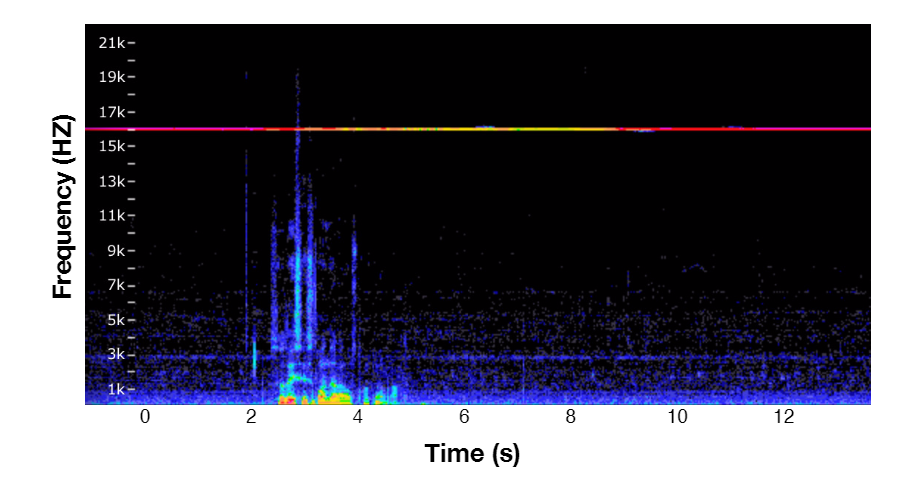 21k
19k
17k
15k
13k
11k
9k
7k
5k
3k
1k
Frequency (HZ)
0 2 4 6 8 10 12
Time (s)